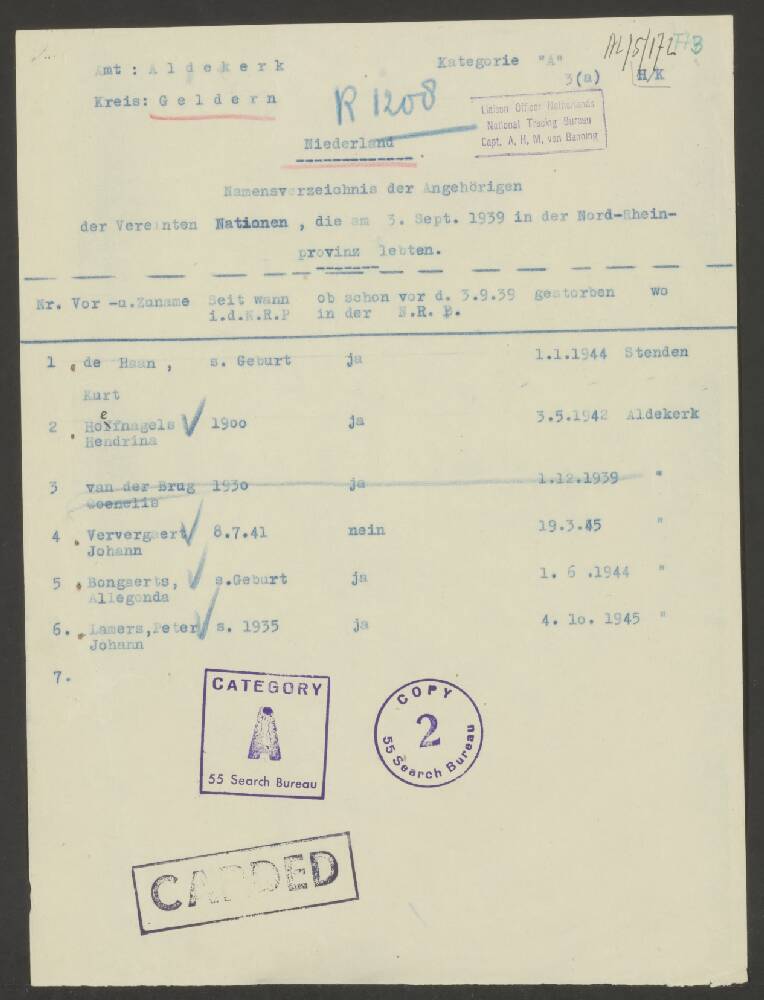 Amt : Aldekerk
Kategorie "A"
3(a)
H/K
Kreis: Geldern
R 1208
Liaison Officer Netherlands
National Tracing Bureau
Capt. A. H. M. van Banning
Niederland
Namensverzeichnis der Angehörigen
der Vereinten Nationen , die am 3. Sept. 1939 in der Nord-Rhein-
provinz lebten.
Nr. Vor -u.Zuname Seit wann ob schon vor d. 3.9.39 gestorben wo
i.d.N.R.P in der N.R. P.
1 . de Haan , s. Geburt ja 1.1.1944 Stenden
Kurt
2 . Hoefnagels 1900 ja 3.5.1942 Aldekerk
Hendrina
3 van der Brug 1930 ja 1.12.1939 "
4 . Ververgaert 8.7.41 nein 19.3.45 "
Johann
5 . Bongaerts, s.Geburt ja 1. 6 .1944 "
Allegonda
6. . Lamers,Peter s. 1935 ja 4. 10. 1945 "
Johann
7.
CATEGORY
A
55 Search Bureau
COPY
2
55 Search Bureau
CARDED